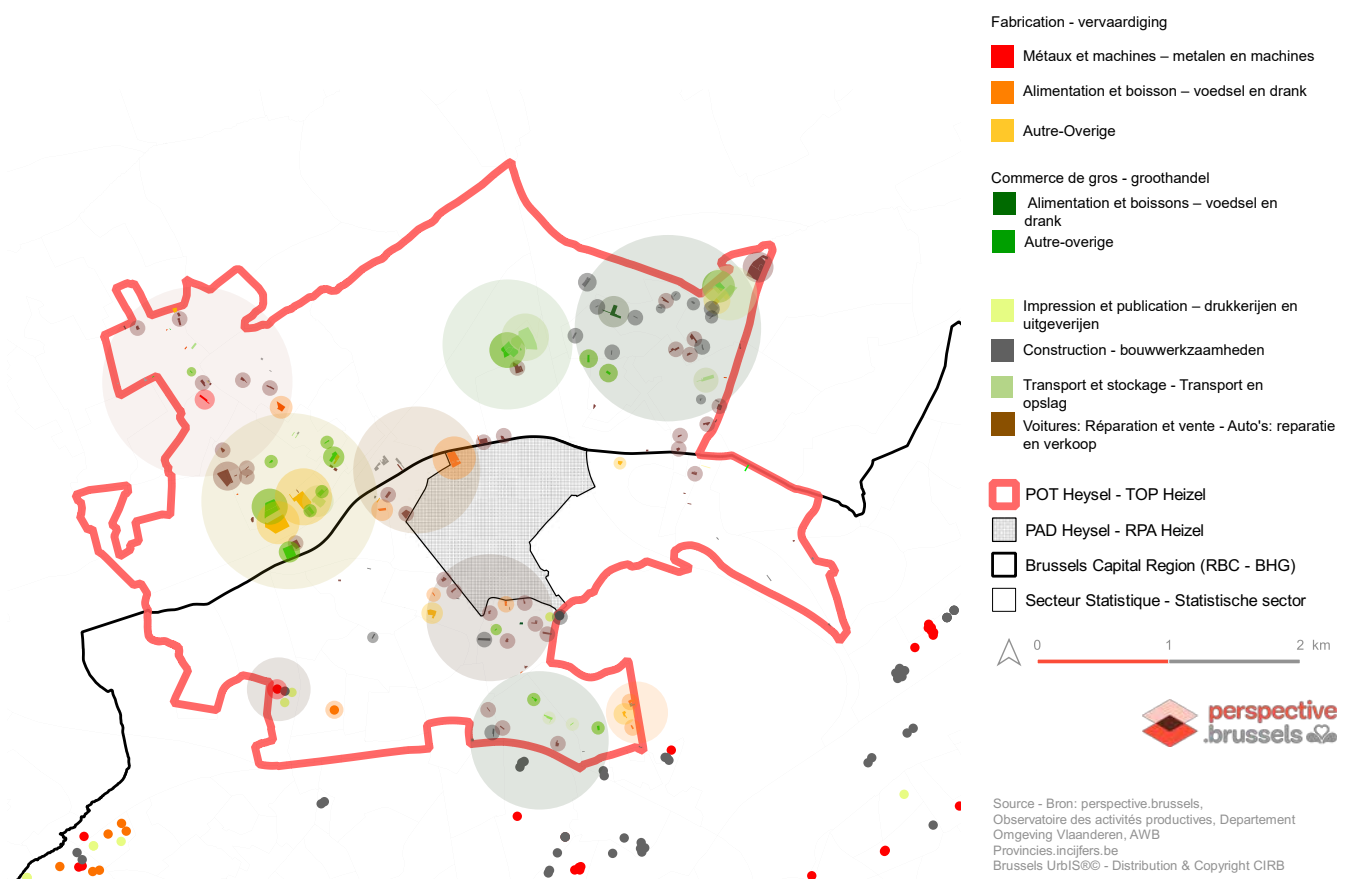 Fabrication - vervaardiging
Métaux et machines – metalen en machines
Alimentation et boisson – voedsel en drank
Autre-Overige
Commerce de gros - groothandel
Alimentation et boissons – voedsel en
drank
Autre-overige
Impression et publication – drukkerijen en
uitgeverijen
Construction - bouwwerkzaamheden
Transport et stockage - Transport en
opslag
Voitures: Réparation et vente - Auto's: reparatie
en verkoop
POT Heysel - TOP Heizel
PAD Heysel - RPA Heizel
Brussels Capital Region (RBC - BHG)
Secteur Statistique - Statistische sector
0 1 2 km
perspective
.brussels
Source - Bron: perspective.brussels,
Observatoire des activités productives, Departement
Omgeving Vlaanderen, AWB
Provincies.incijfers.be
Brussels UrbIS®© - Distribution & Copyright CIRB